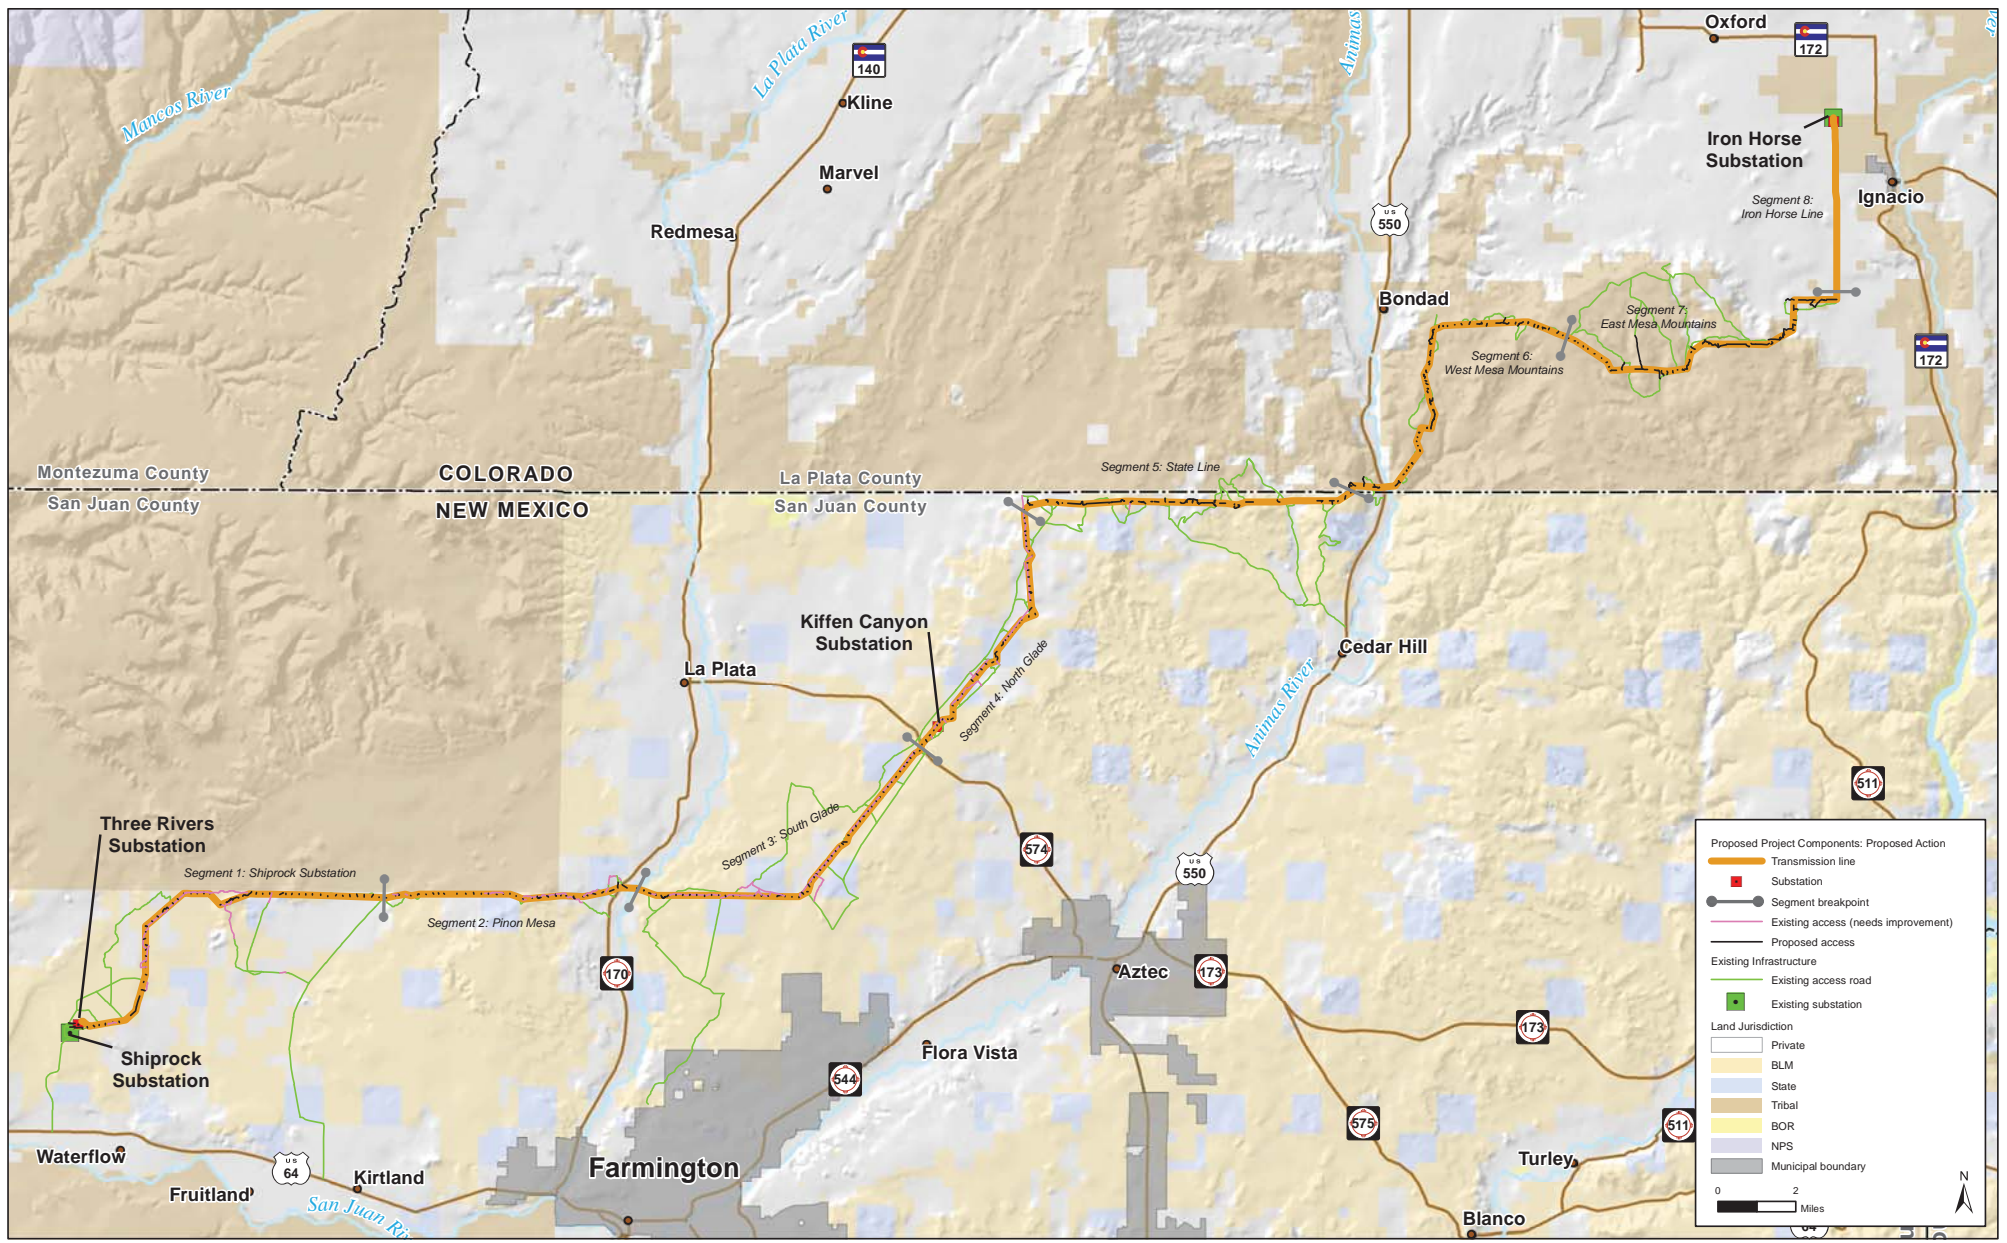 Oxford
172
La Plata River
Animas
140
Kline
Mancos River
Iron Horse
Substation
Marvel
Ignacio
Segment 8:
Iron Horse Line
US
550
Redmesa
Bondad
Segment 7:
East Mesa Mountains
172
Segment 6:
West Mesa Mountains
Montezuma County
COLORADO
La Plata County
Segment 5: State Line
San Juan County
NEW MEXICO
San Juan County
Kiffen Canyon
Substation
Cedar Hill
La Plata
Segment 4: North Glade
Animas River
511
Three Rivers
Substation
Segment 3: South Glade
574
US
550
Segment 1: Shiprock Substation
Segment 2: Pinon Mesa
170
Aztec
173
173
Shiprock
Substation
Flora Vista
544
575
511
Waterflow
US
64
Kirtland
Fruitland
Farmington
San Juan Ri
Turley
Blanco
Proposed Project Components: Proposed Action
Transmission line
Substation
Segment breakpoint
Existing access (needs improvement)
Proposed access
Existing Infrastructure
Existing access road
Existing substation
Land Jurisdiction
Private
BLM
State
Tribal
BOR
NPS
Municipal boundary
0 2
Miles
N